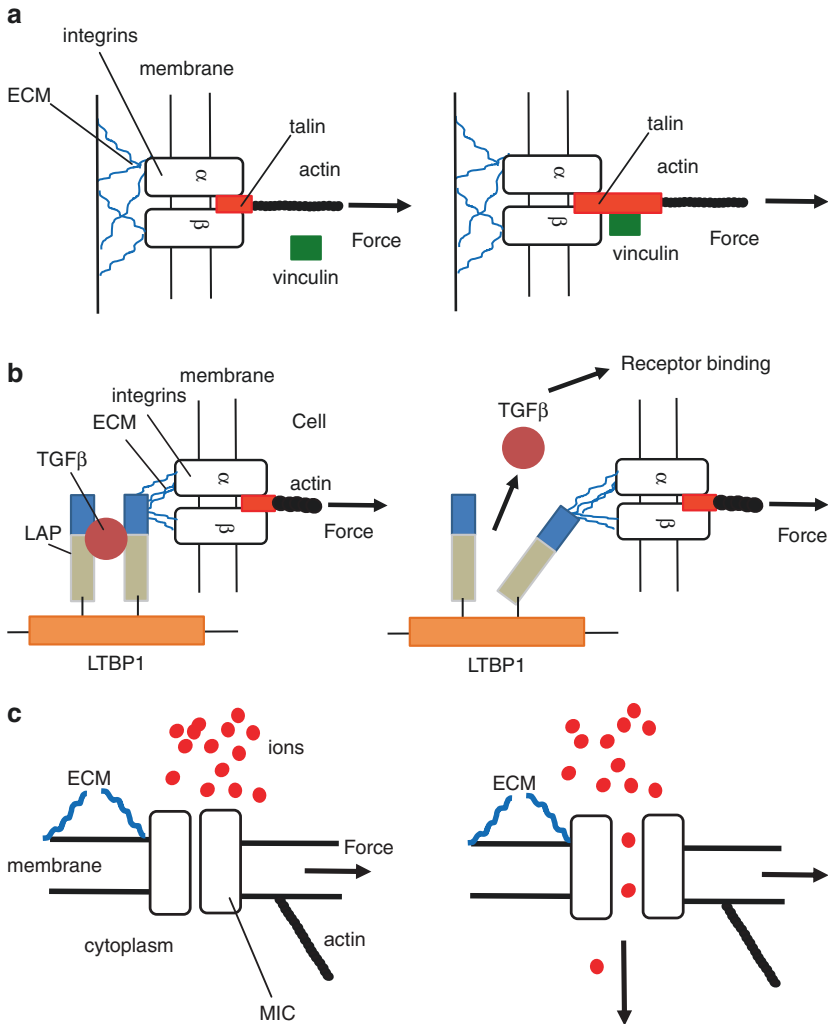 a
integrins
membrane
ECM
talin
actin
α
β
Force
vinculin
talin
actin
α
β
Force
vinculin
b
membrane
integrins
ECM
Cell
TGFβ
α
actin
β
LAP
Force
LTBP1
Receptor binding
TGFβ
α
β
Force
LTBP1
c
ions
ECM
Force
membrane
actin
cytoplasm
MIC
ECM